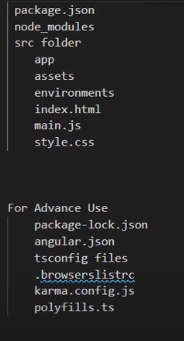 package.json
node_modules
src folder
app
assets
environments
index.html
main.js
style.css
For Advance Use
package-lock.json
angular.json
tsconfig files
.browserslistrc
karma.config.js
polyfills.ts